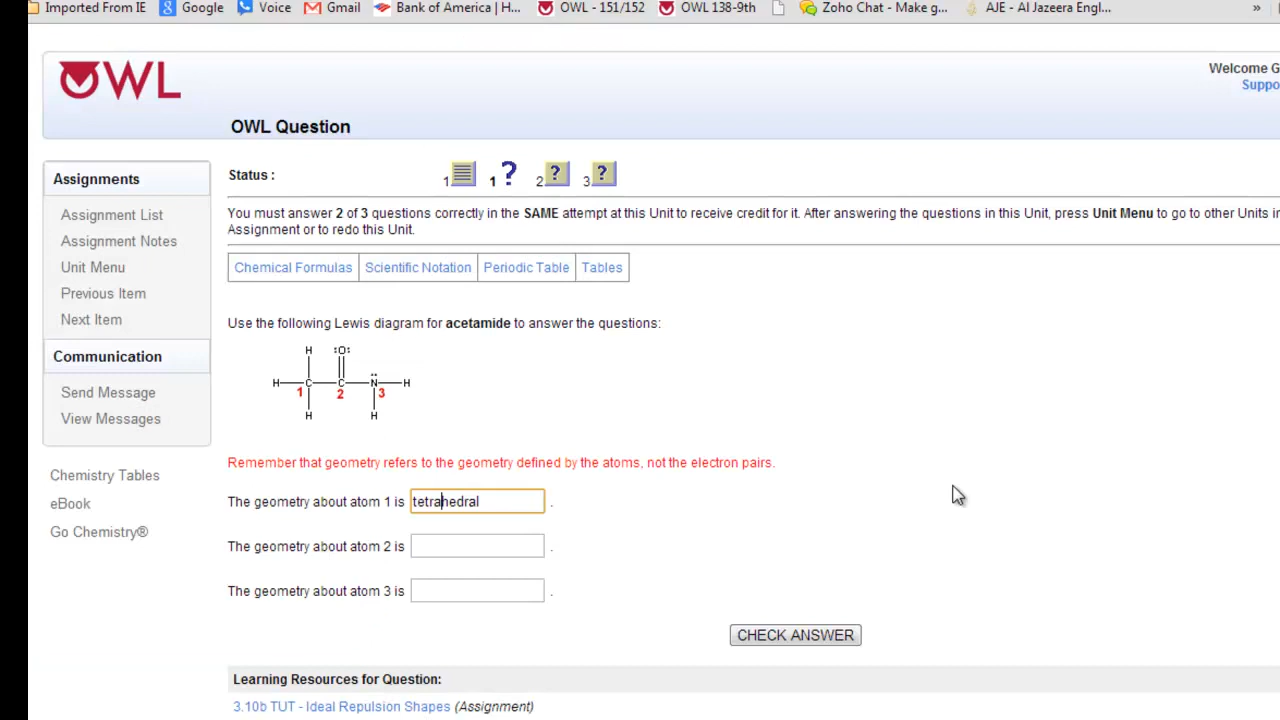 Imported From IE Google Voice Gmail Bank of America | H... OWL - 151/152 OWL 138-9th Zoho Chat - Make g... AJE - Al Jazeera Engl... »
OWL
Welcome G
Suppo
OWL Question
Assignments
Assignment List
Assignment Notes
Unit Menu
Previous Item
Next Item
Communication
Send Message
View Messages
Chemistry Tables
eBook
Go Chemistry®
Status : 1 1 ? 2 ? 3 ?
You must answer 2 of 3 questions correctly in the SAME attempt at this Unit to receive credit for it. After answering the questions in this Unit, press Unit Menu to go to other Units in
Assignment or to redo this Unit.
Chemical Formulas Scientific Notation Periodic Table Tables
Use the following Lewis diagram for acetamide to answer the questions:
H :O:
H C C N H
1 2 3
H H
Remember that geometry refers to the geometry defined by the atoms, not the electron pairs.
The geometry about atom 1 is tetrahedral .
The geometry about atom 2 is .
The geometry about atom 3 is .
CHECK ANSWER
Learning Resources for Question:
3.10b TUT - Ideal Repulsion Shapes (Assignment)